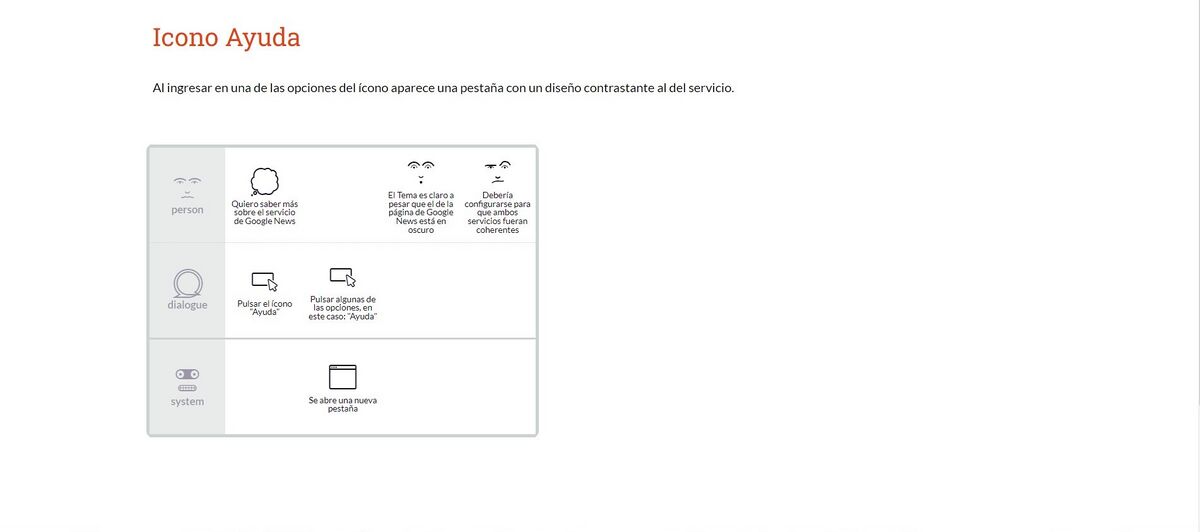 Icono Ayuda
Al ingresar en una de las opciones del ícono aparece una pestaña con un diseño contrastante al del servicio.
person
Quiero saber más
sobre el servicio
de Google News
El Tema es claro a
pesar que el de la
página de Google
News está en
oscuro
Debería
configurarse para
que ambos
servicios fueran
coherentes
dialogue
Pulsar el ícono
"Ayuda"
Pulsar algunas de
las opciones, en
este caso: "Ayuda"
system
Se abre una nueva
pestaña